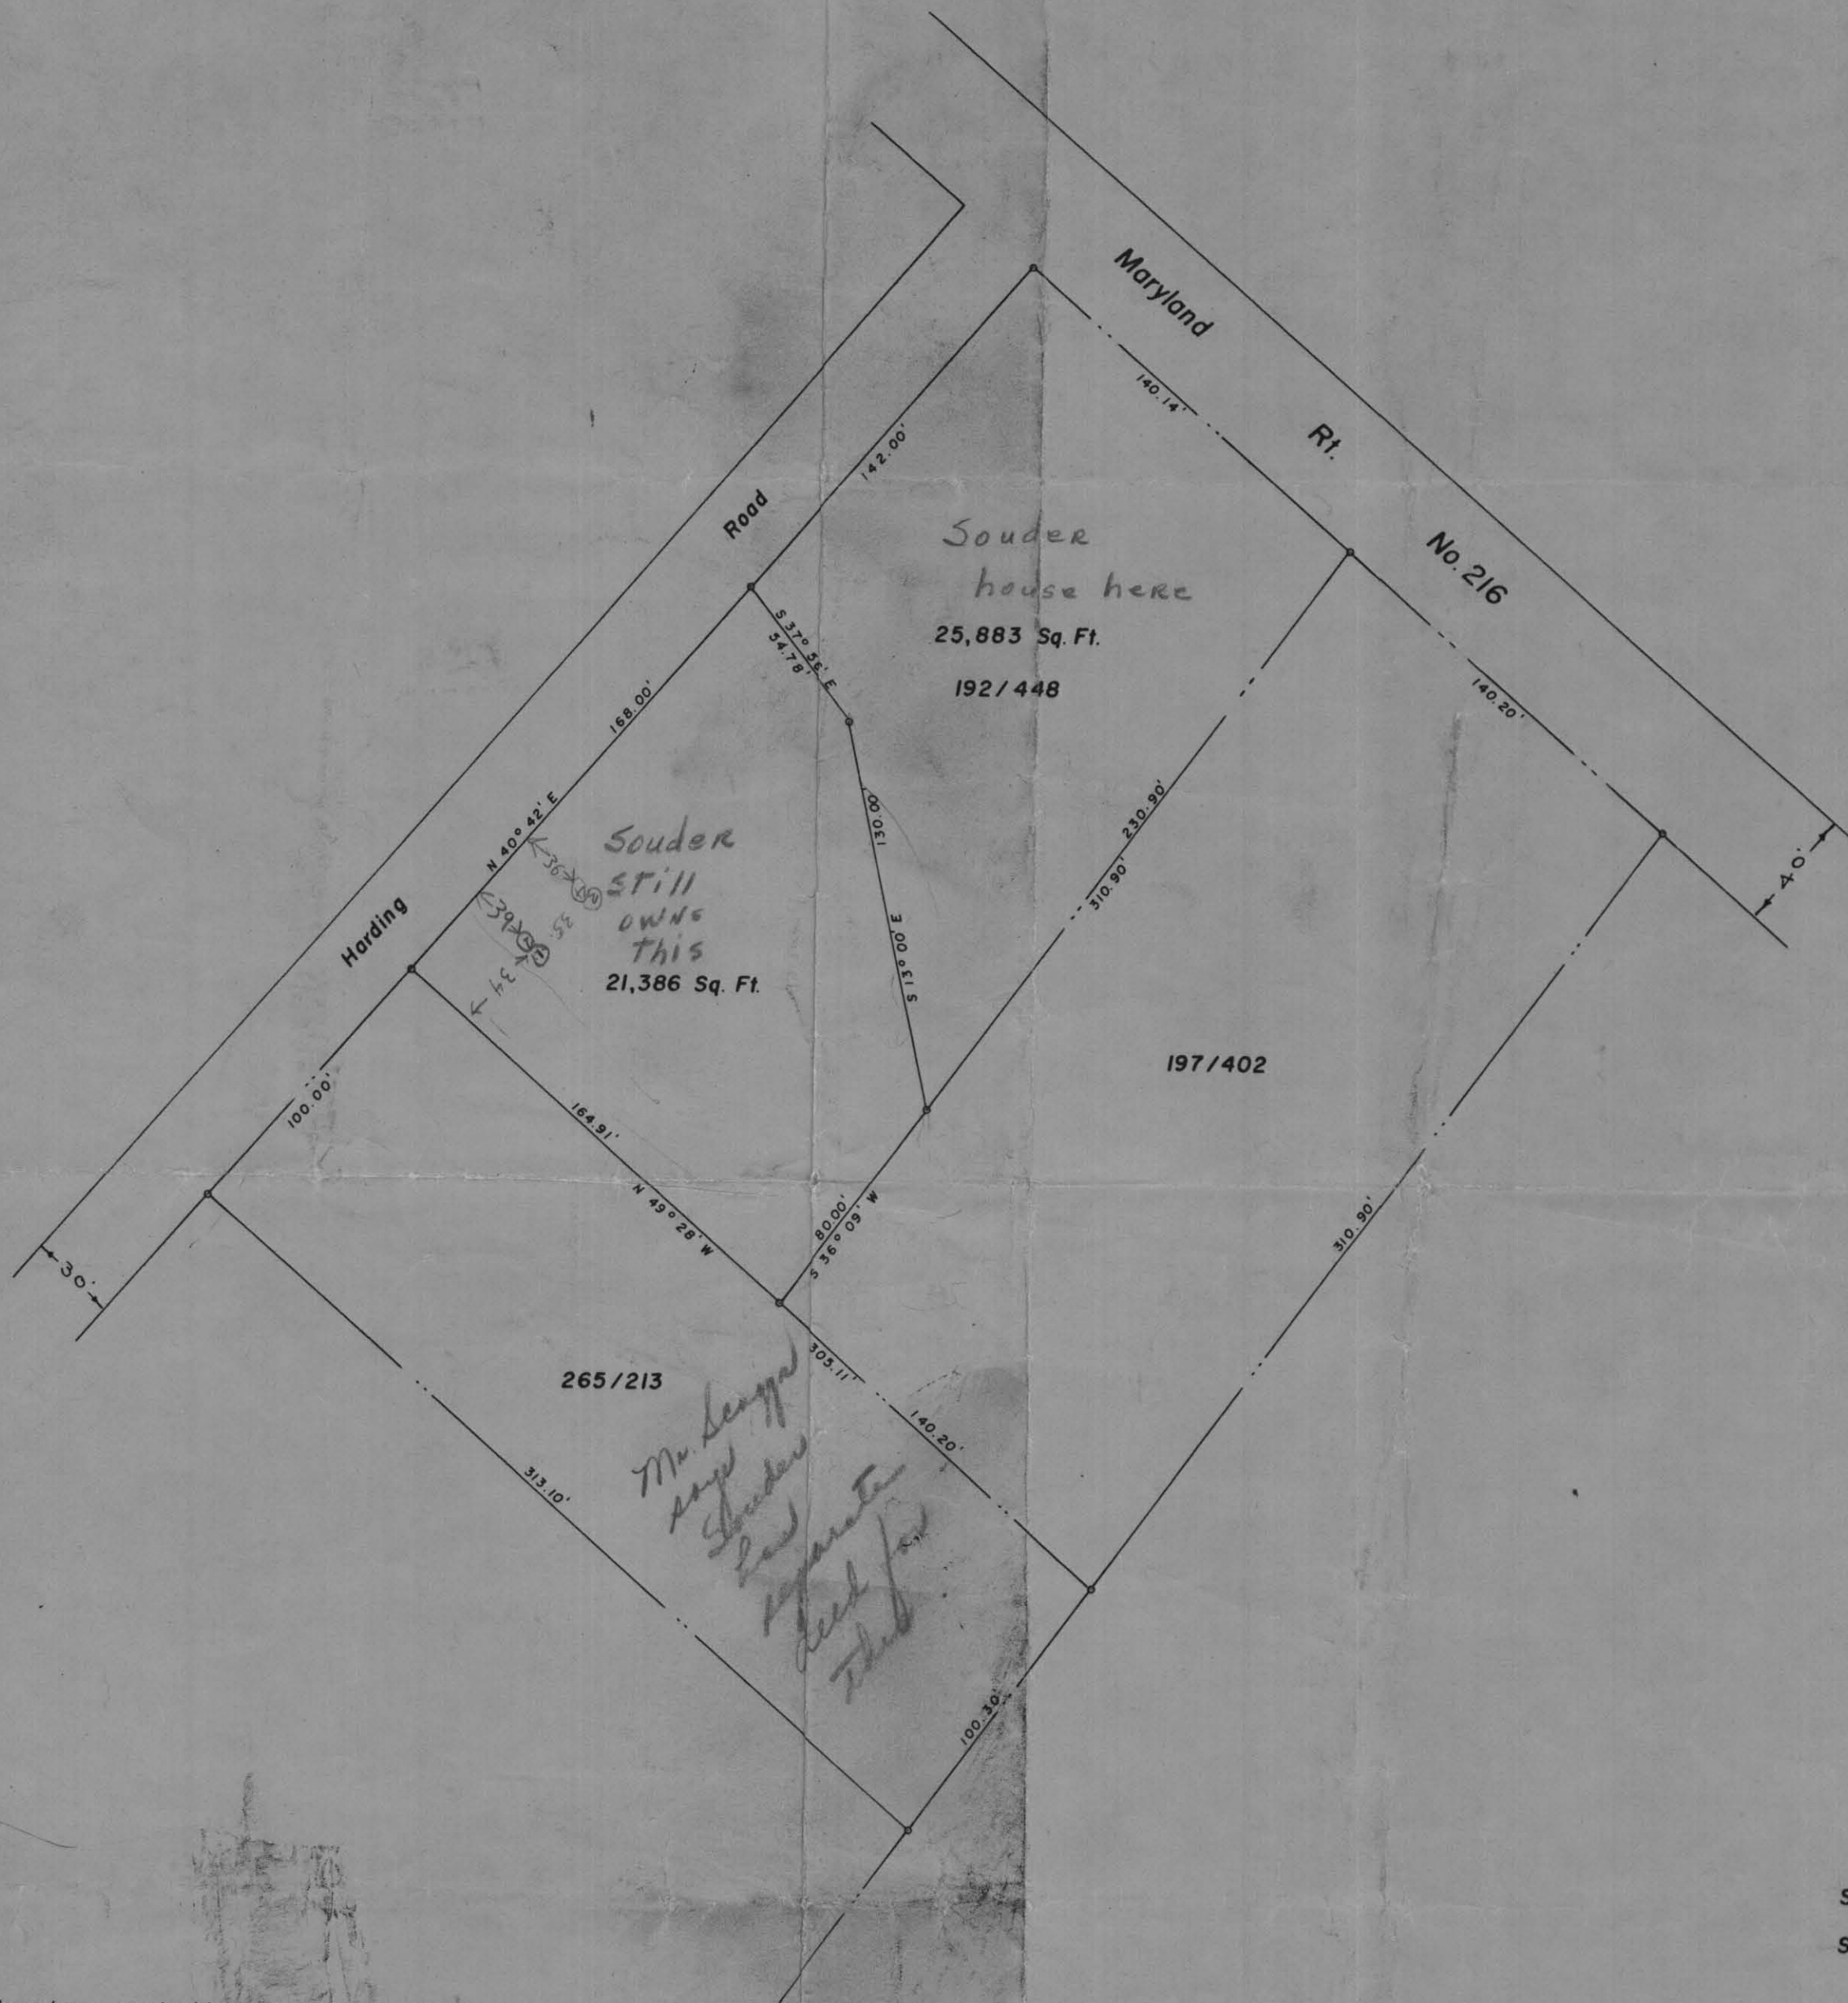 Maryland
Rt.
No. 216
140.14'
142.00'
Road
Souder
house here
25,883 Sq. Ft.
192/448
S 37° 56' E
54.78'
140.20'
168.00'
N 40° 42' E
130.00'
S 13° 00' E
230.90'
310.90'
40'
Souder
still
owns
This
21,386 Sq. Ft.
36
2
35
39
1
34
Harding
197/402
100.00'
164.91'
N 49° 28' W
80.00'
S 36° 09' W
310.90'
30'
305.11'
140.20'
265/213
313.10'
Mr. Scaggs
says
Souder
has
separate
deed for
this
100.30'
S
S